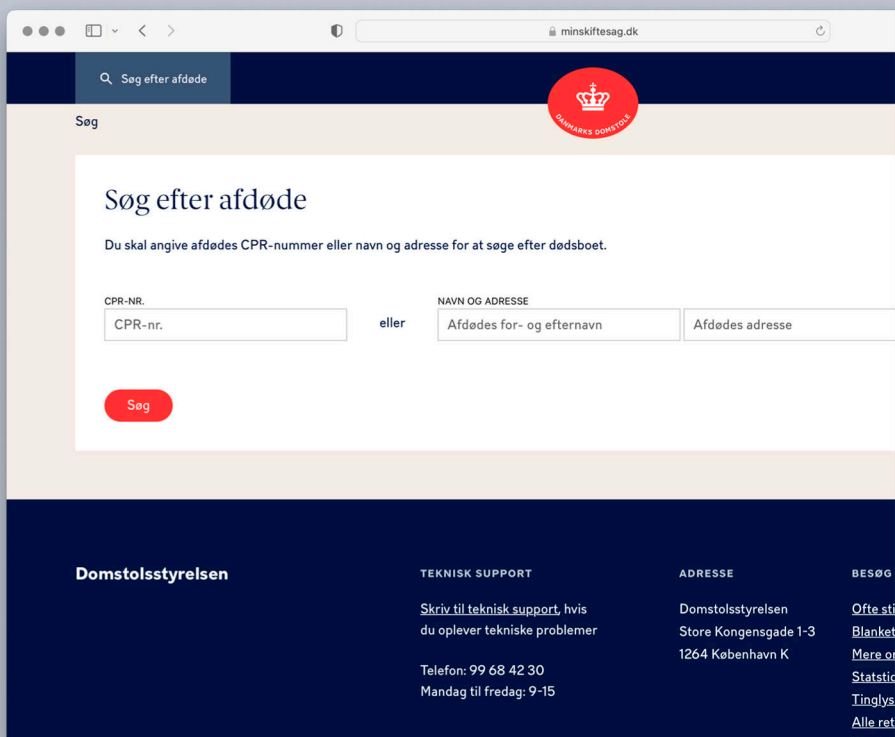 minskiftesag.dk
Søg efter afdøde
DANMARKS DOMSTOLE
Søg
Søg efter afdøde
Du skal angive afdødes CPR-nummer eller navn og adresse for at søge efter dødsboet.
CPR-NR.
NAVN OG ADRESSE
CPR-nr.
eller
Afdødes for- og efternavn
Afdødes adresse
Søg
Domstolsstyrelsen
TEKNISK SUPPORT
Skriv til teknisk support, hvis
du oplever tekniske problemer
Telefon: 99 68 42 30
Mandag til fredag: 9-15
ADRESSE
Domstolsstyrelsen
Store Kongensgade 1-3
1264 København K
BESØG
Ofte
Mere
Alle